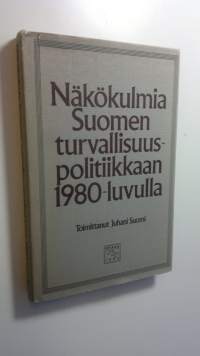 Näkökulmia
Suomen
turvallisuus-
politiikkaan
1980-luvulla
Toimittanut Juhani Suomi